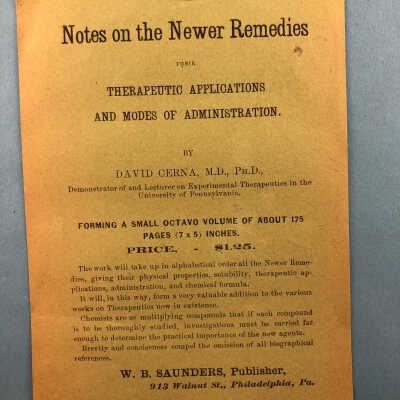 Notes on the Newer Remedies
THEIR
THERAPEUTIC APPLICATIONS
AND MODES OF ADMINISTRATION.
BY
DAVID CERNA, M.D., PH.D.,
Demonstrator of and Lecturer on Experimental Therapeutics in the
University of Pennsylvania.
FORMING A SMALL OCTAVO VOLUME OF ABOUT 175
PAGES (7 x 5) INCHES.
PRICE, - $1.25.
The work will take up in alphabetical order all the Newer Reme-
dies, giving their physical properties, solubility, therapeutic ap-
plications, administration, and chemical formula.
It will, in this way, form a very valuable addition to the various
works on Therapeutics now in existence.
Chemists are so multiplying compounds that if each compound
is to be thoroughly studied, investigations must be carried far
enough to determine the practical importance of the new agents.
Brevity and conciseness compel the omission of all biographical
references.
W. B. SAUNDERS, Publisher,
913 Walnut St., Philadelphia, Pa.